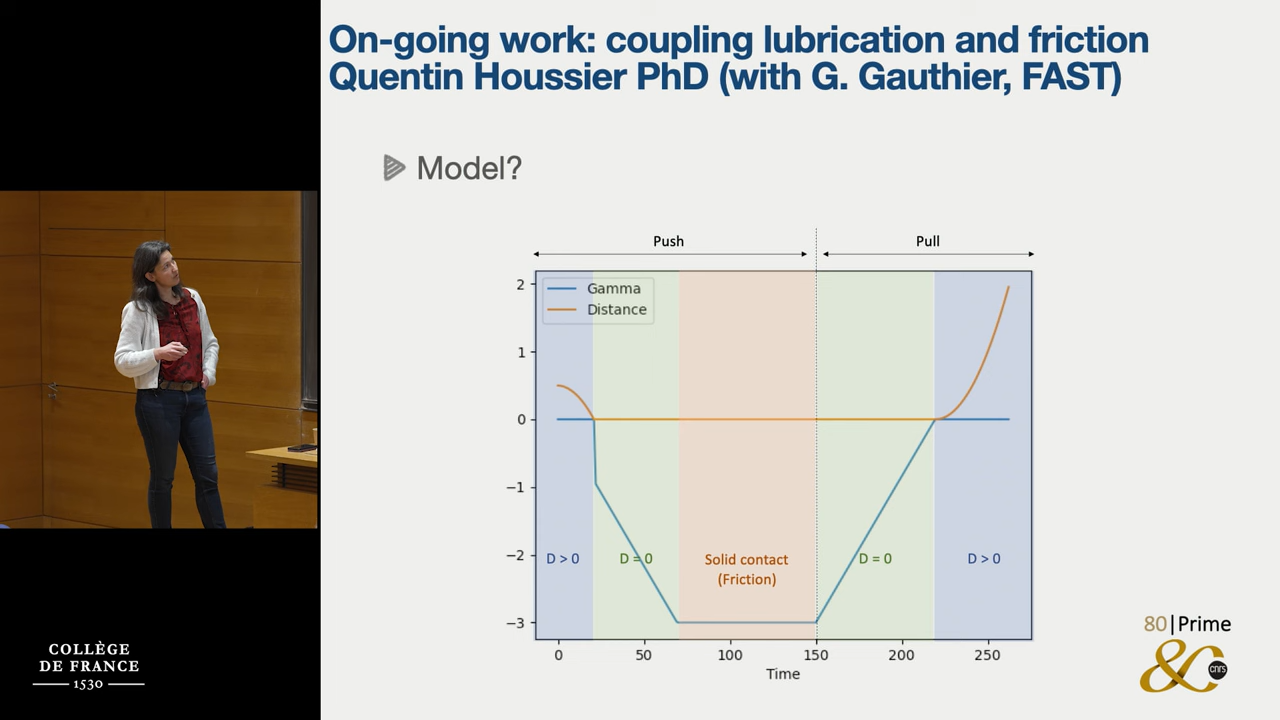 On-going work: coupling lubrication and friction
Quentin Houssier PhD (with G. Gauthier, FAST)
Model?
Push
Pull
Gamma
Distance
2
1
0
−1
−2
−3
D > 0
D = 0
Solid contact
(Friction)
D = 0
D > 0
0
50
100
150
200
250
Time
COLLÈGE
DE FRANCE
1530
80|Prime
cnrs